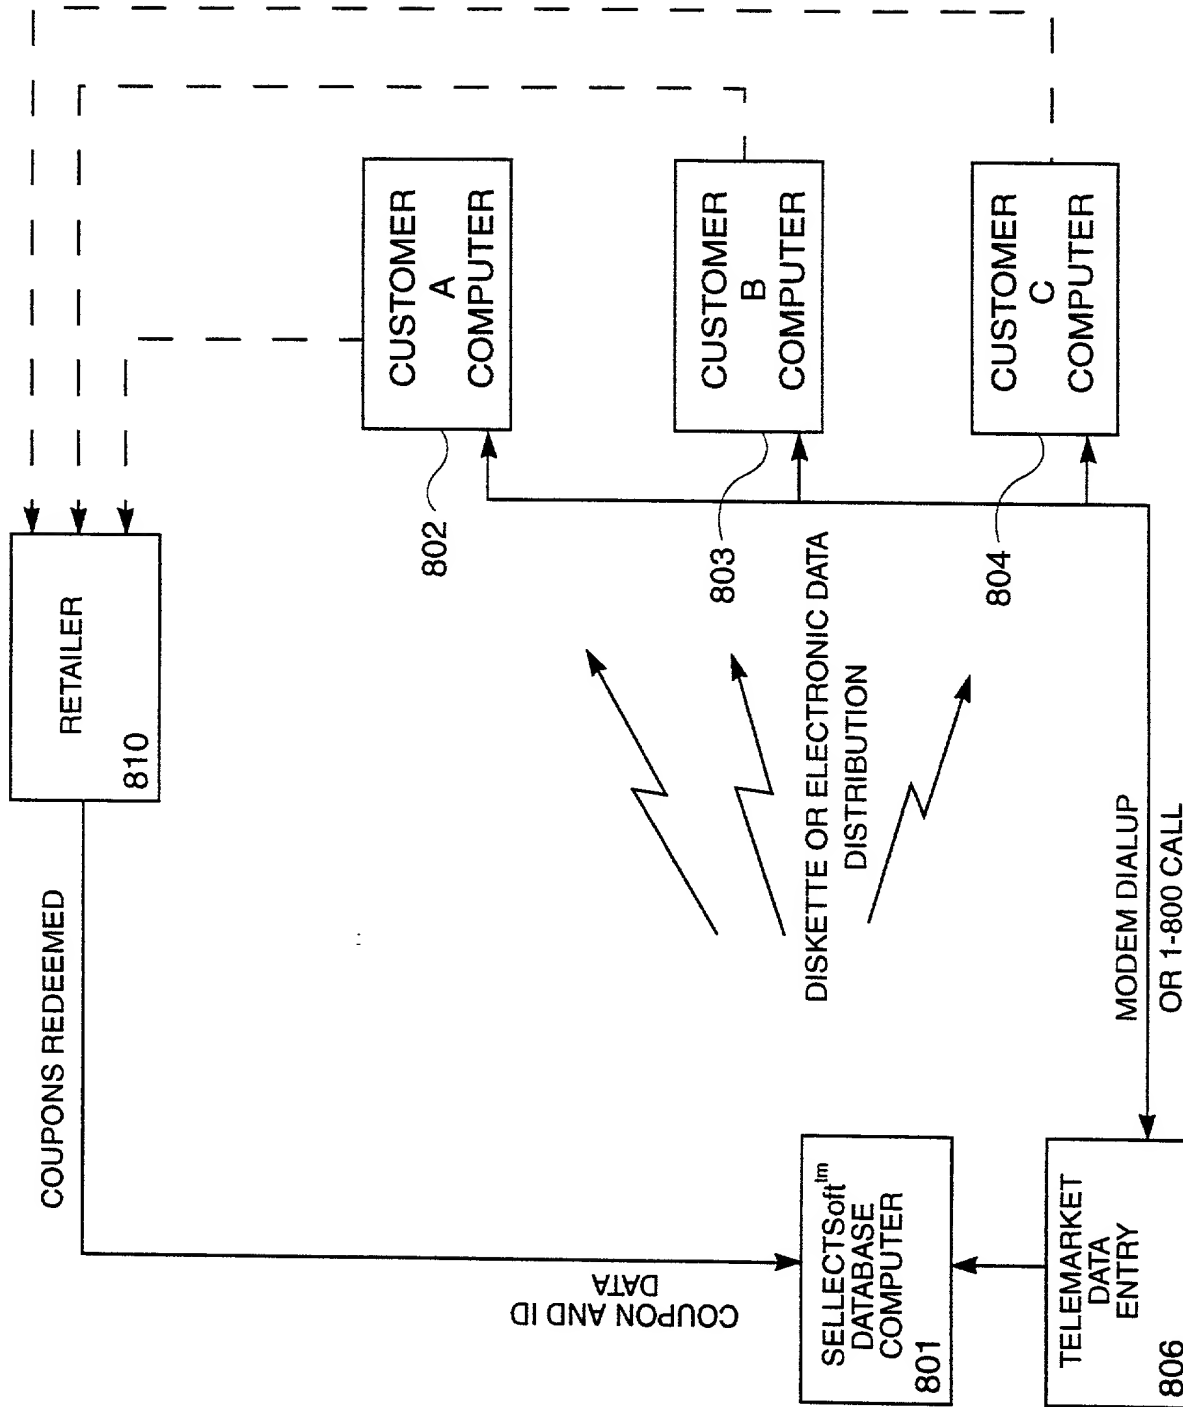 COUPONS REDEEMED
RETAILER
810
COUPON AND ID
DATA
SELLECTSoft™
DATABASE
COMPUTER
801
DISKETTE OR ELECTRONIC DATA
DISTRIBUTION
802
CUSTOMER
A
COMPUTER
803
CUSTOMER
B
COMPUTER
804
CUSTOMER
C
COMPUTER
TELEMARKET
DATA
ENTRY
806
MODEM DIALUP
OR 1-800 CALL